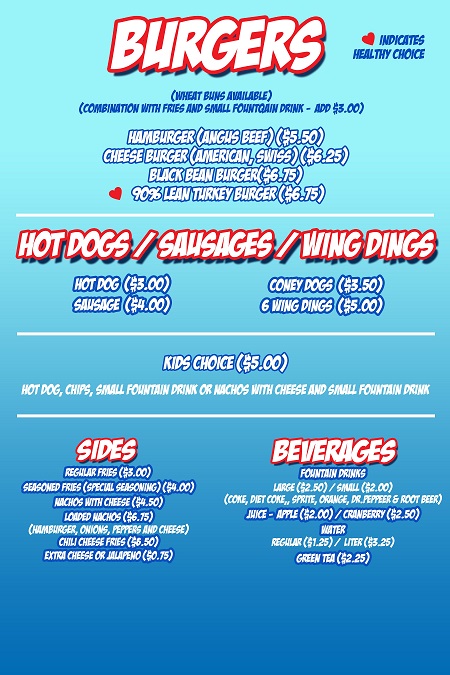 BURGERS
INDICATES
HEALTHY CHOICE
(WHEAT BUNS AVAILABLE)
(COMBINATION WITH FRIES AND SMALL FOUNTQAIN DRINK - ADD $3.00)
HAMBURGER (ANGUS BEEF) ($5.50)
CHEESE BURGER (AMERICAN, SWISS) ($6.25)
BLACK BEAN BURGER($6.75)
90% LEAN TURKEY BURGER ($6.75)
HOT DOGS / SAUSAGES / WING DINGS
HOT DOG ($3.00)
SAUSAGE ($4.00)
CONEY DOGS ($3.50)
6 WING DINGS ($5.00)
KIDS CHOICE ($5.00)
HOT DOG, CHIPS, SMALL FOUNTAIN DRINK OR NACHOS WITH CHEESE AND SMALL FOUNTAIN DRINK
SIDES
REGULAR FRIES ($3.00)
SEASONED FRIES (SPECIAL SEASONING) ($4.00)
NACHOS WITH CHEESE ($4.50)
LOADED NACHOS ($6.75)
(HAMBURGER, ONIONS, PEPPERS AND CHEESE)
CHILI CHEESE FRIES ($6.50)
EXTRA CHEESE OR JALAPENO ($0.75)
BEVERAGES
FOUNTAIN DRINKS
LARGE ($2.50) / SMALL ($2.00)
(COKE, DIET COKE,, SPRITE, ORANGE, DR.PEPPER & ROOT BEER)
JUICE - APPLE ($2.00) / CRANBERRY ($2.50)
WATER
REGULAR ($1.25) / LITER ($3.25)
GREEN TEA ($2.25)